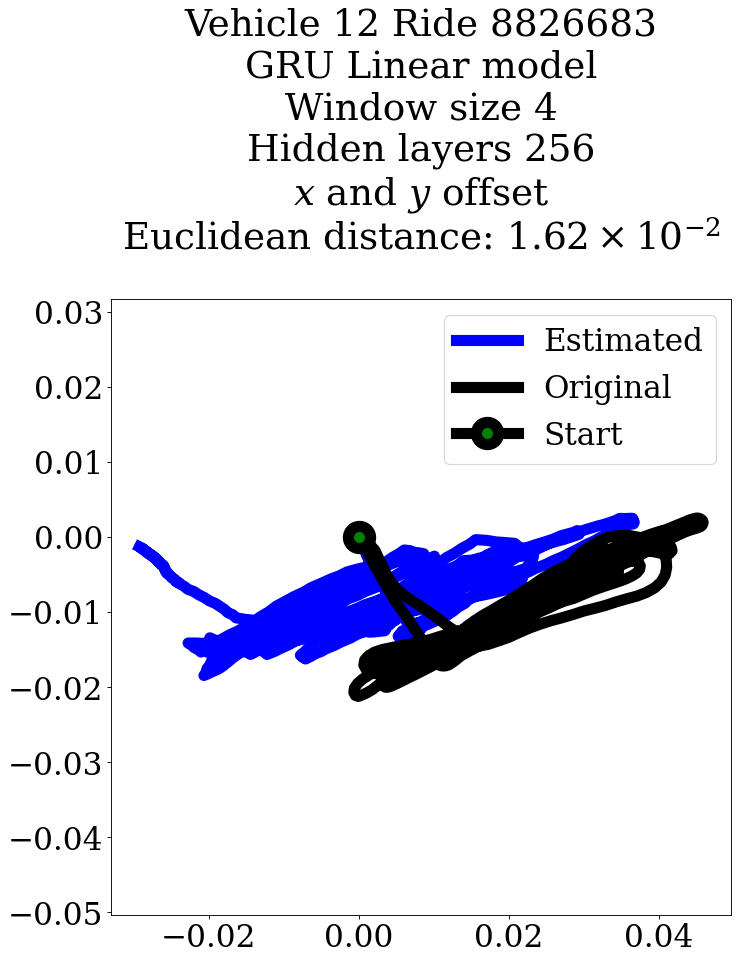 Vehicle 12 Ride 8826683
GRU Linear model
Window size 4
Hidden layers 256
x and y offset
Euclidean distance: 1.62 × 10⁻²
0.03
Estimated
0.02
Original
0.01
Start
0.00
−0.01
−0.02
−0.03
−0.04
−0.05
−0.02 0.00 0.02 0.04